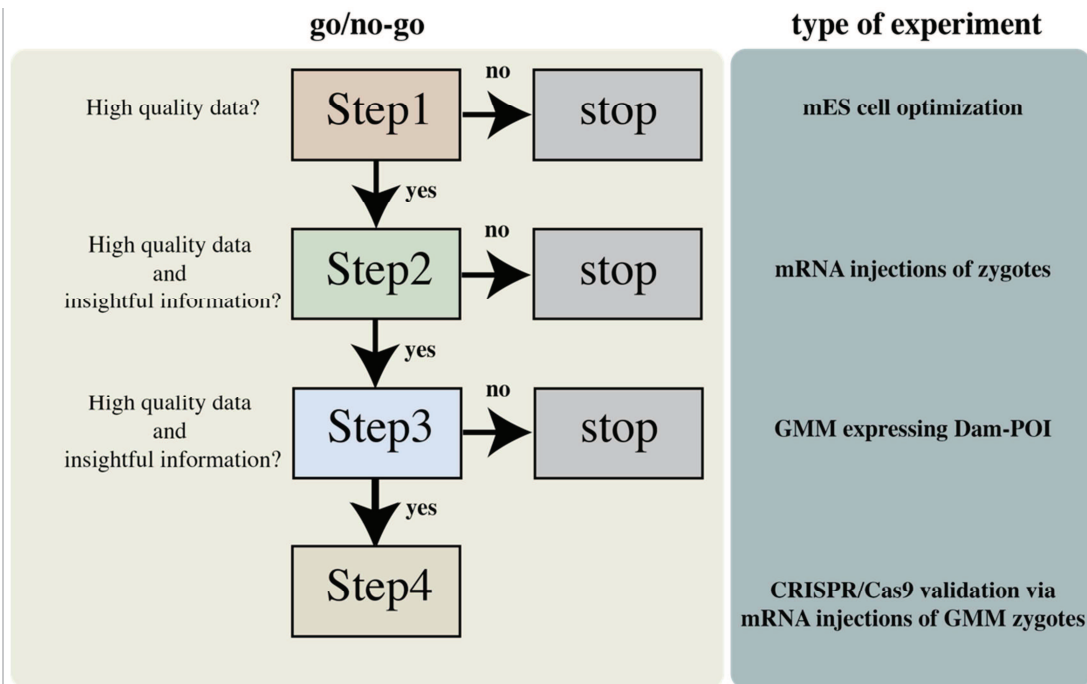 go/no-go
type of experiment
High quality data?
Step1
no
stop
mES cell optimization
yes
High quality data
and
insightful information?
Step2
no
stop
mRNA injections of zygotes
yes
High quality data
and
insightful information?
Step3
no
stop
GMM expressing Dam-POI
yes
Step4
CRISPR/Cas9 validation via
mRNA injections of GMM zygotes